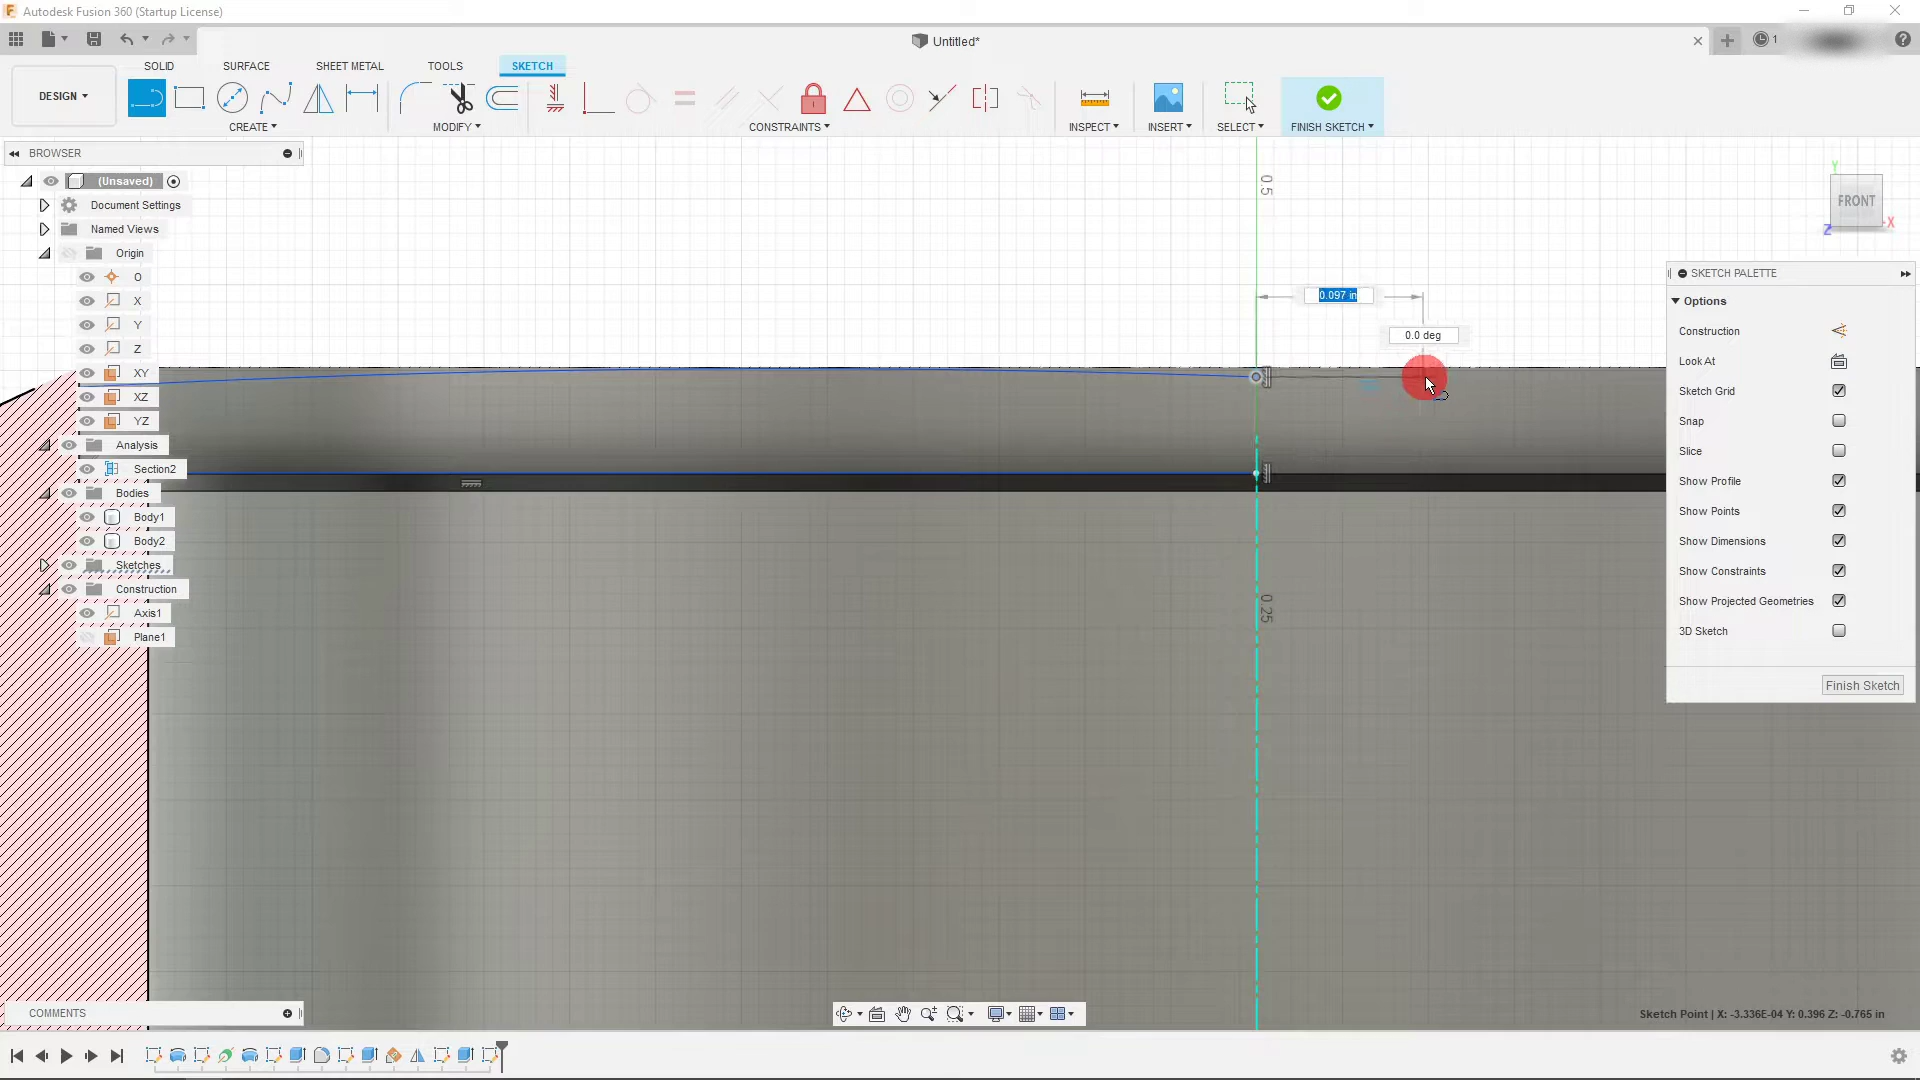 Autodesk Fusion 360 (Startup License)
Untitled*
1
SOLID SURFACE SHEET METAL TOOLS SKETCH
DESIGN
CREATE MODIFY CONSTRAINTS INSPECT INSERT SELECT FINISH SKETCH
BROWSER
(Unsaved)
Document Settings
Named Views
Origin
O
X
Y
Z
XY
XZ
YZ
Analysis
Section2
Bodies
Body1
Body2
Sketches
Construction
Axis1
Plane1
0.5
0.097 in
0.0 deg
0.25
Y
FRONT
X
Z
SKETCH PALETTE
Options
Construction
Look At
Sketch Grid
Snap
Slice
Show Profile
Show Points
Show Dimensions
Show Constraints
Show Projected Geometries
3D Sketch
Finish Sketch
COMMENTS
Sketch Point | X: -3.336E-04 Y: 0.396 Z: -0.765 in